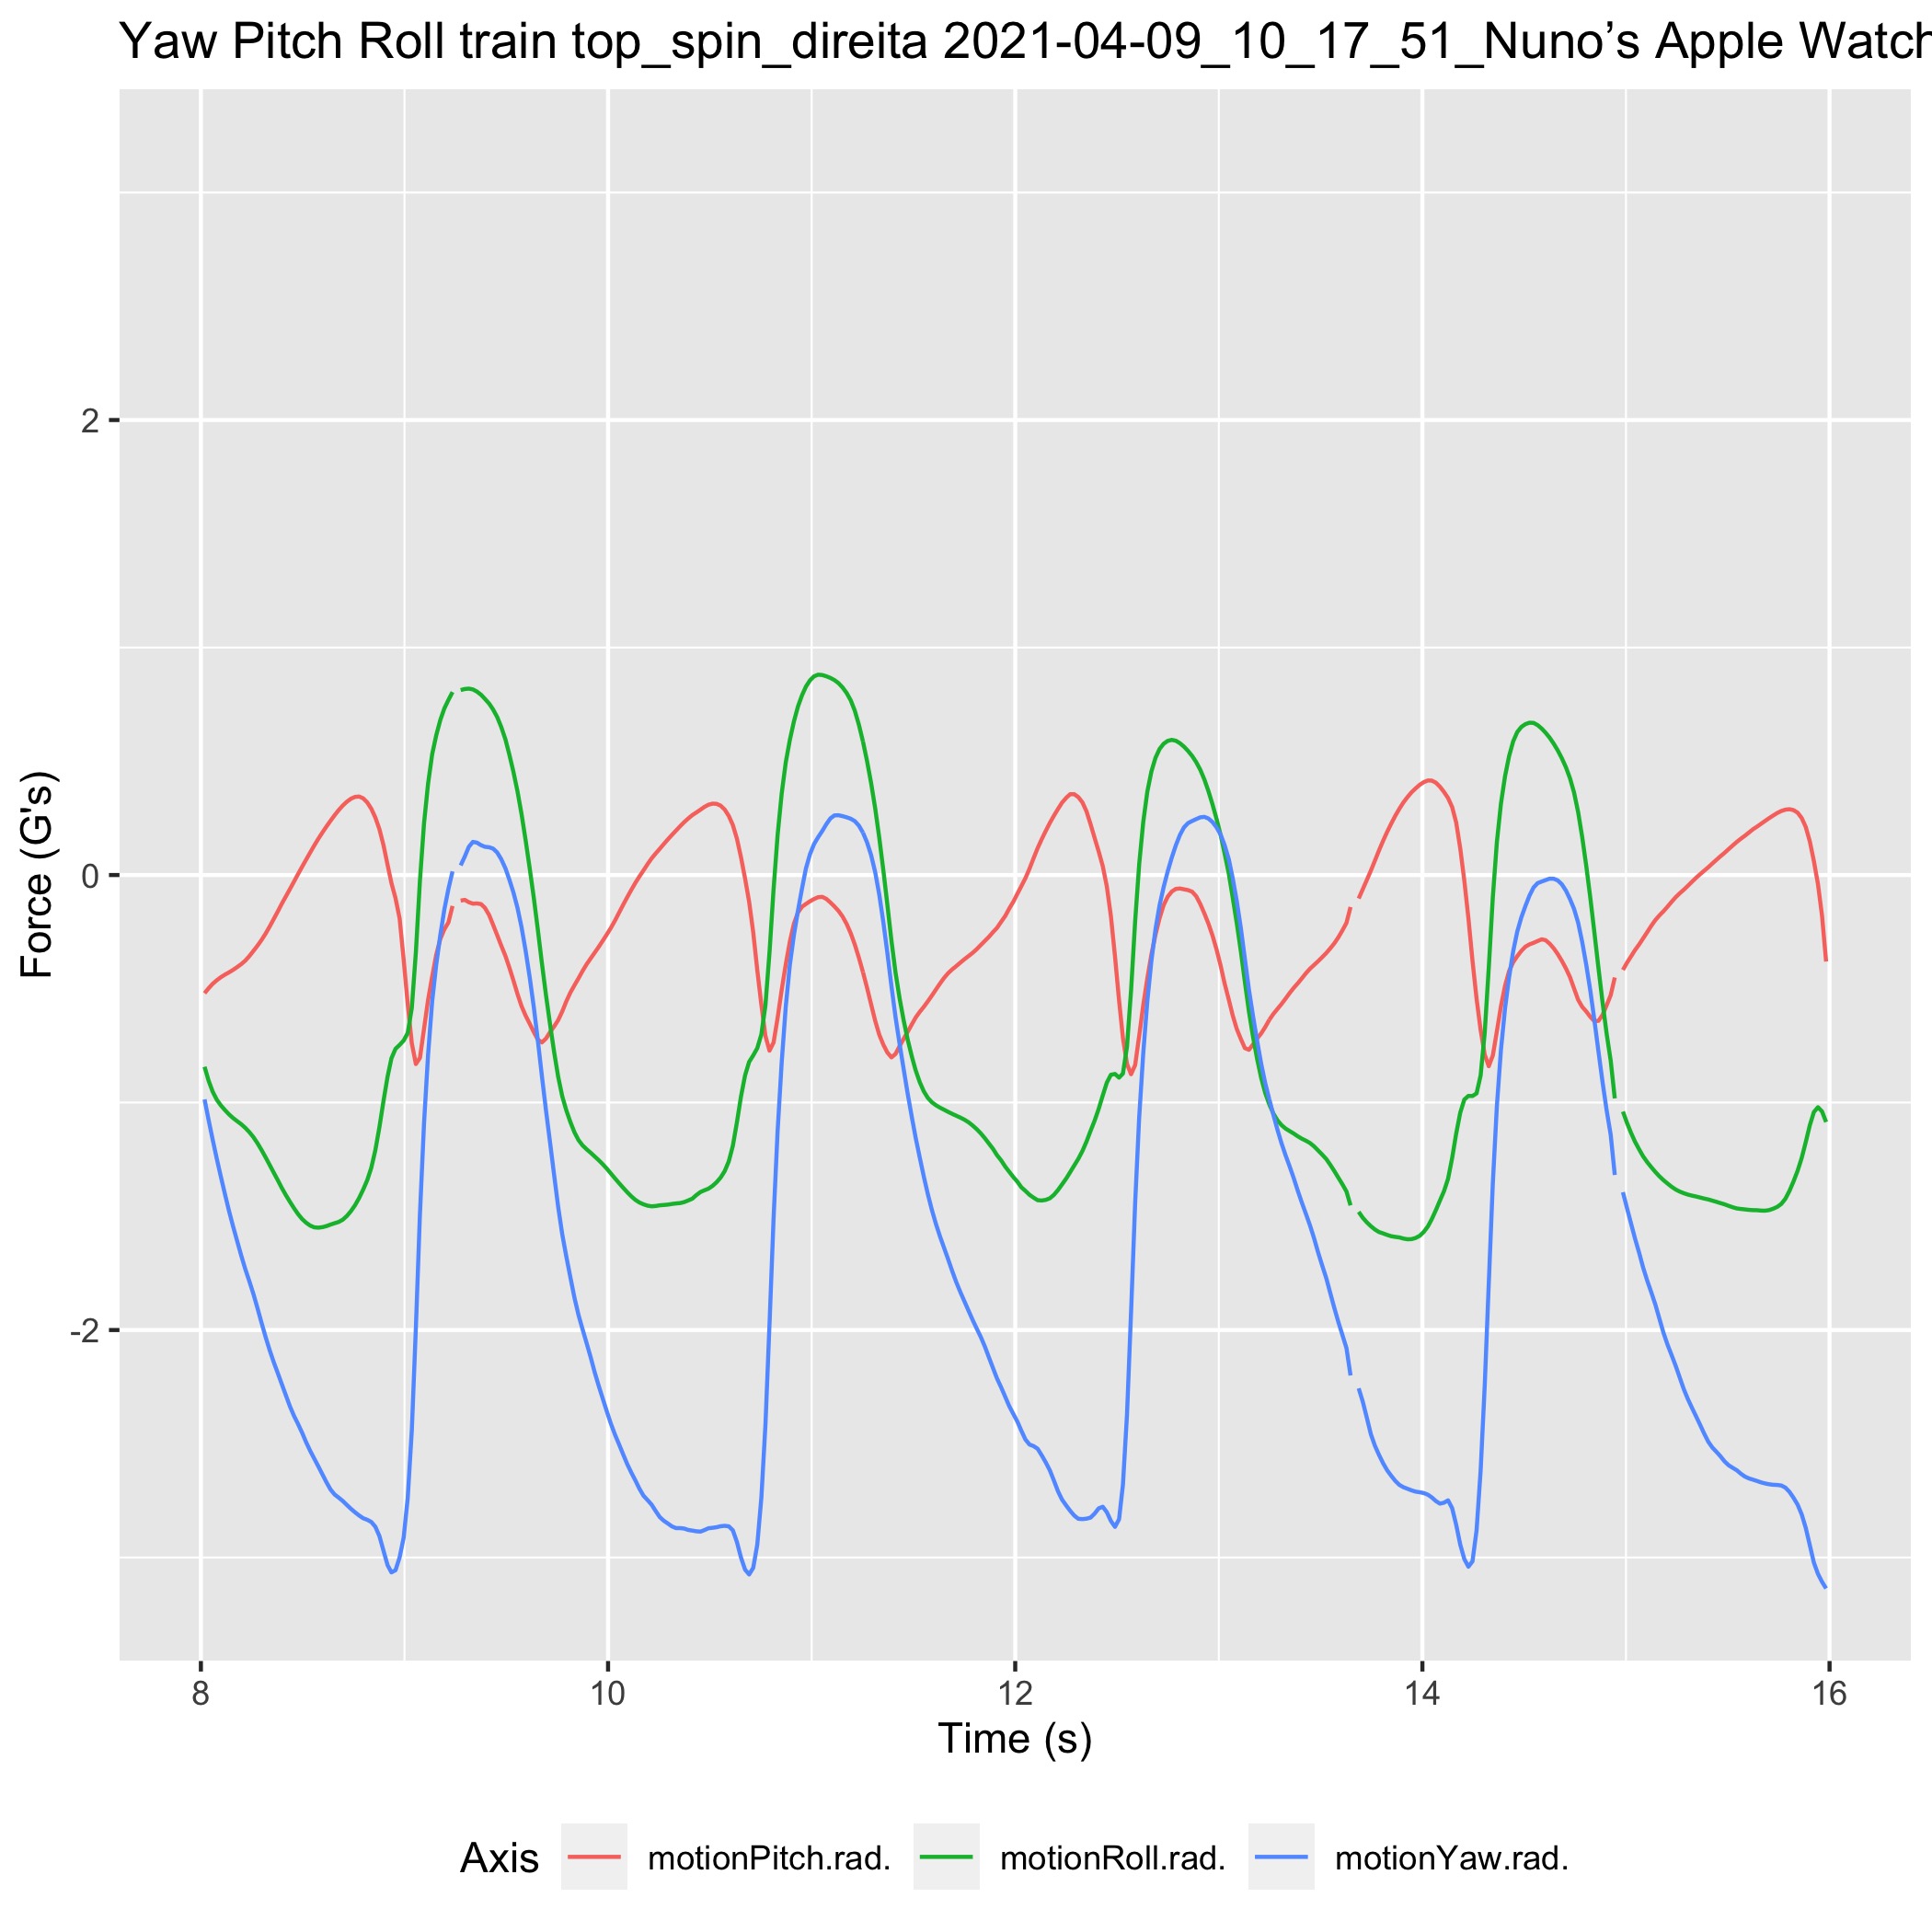 Yaw Pitch Roll train top_spin_direita 2021-04-09_10_17_51_Nuno’s Apple Watch
Force (G's)
2
0
-2
8 10 12 14 16
Time (s)
Axis motionPitch.rad. motionRoll.rad. motionYaw.rad.